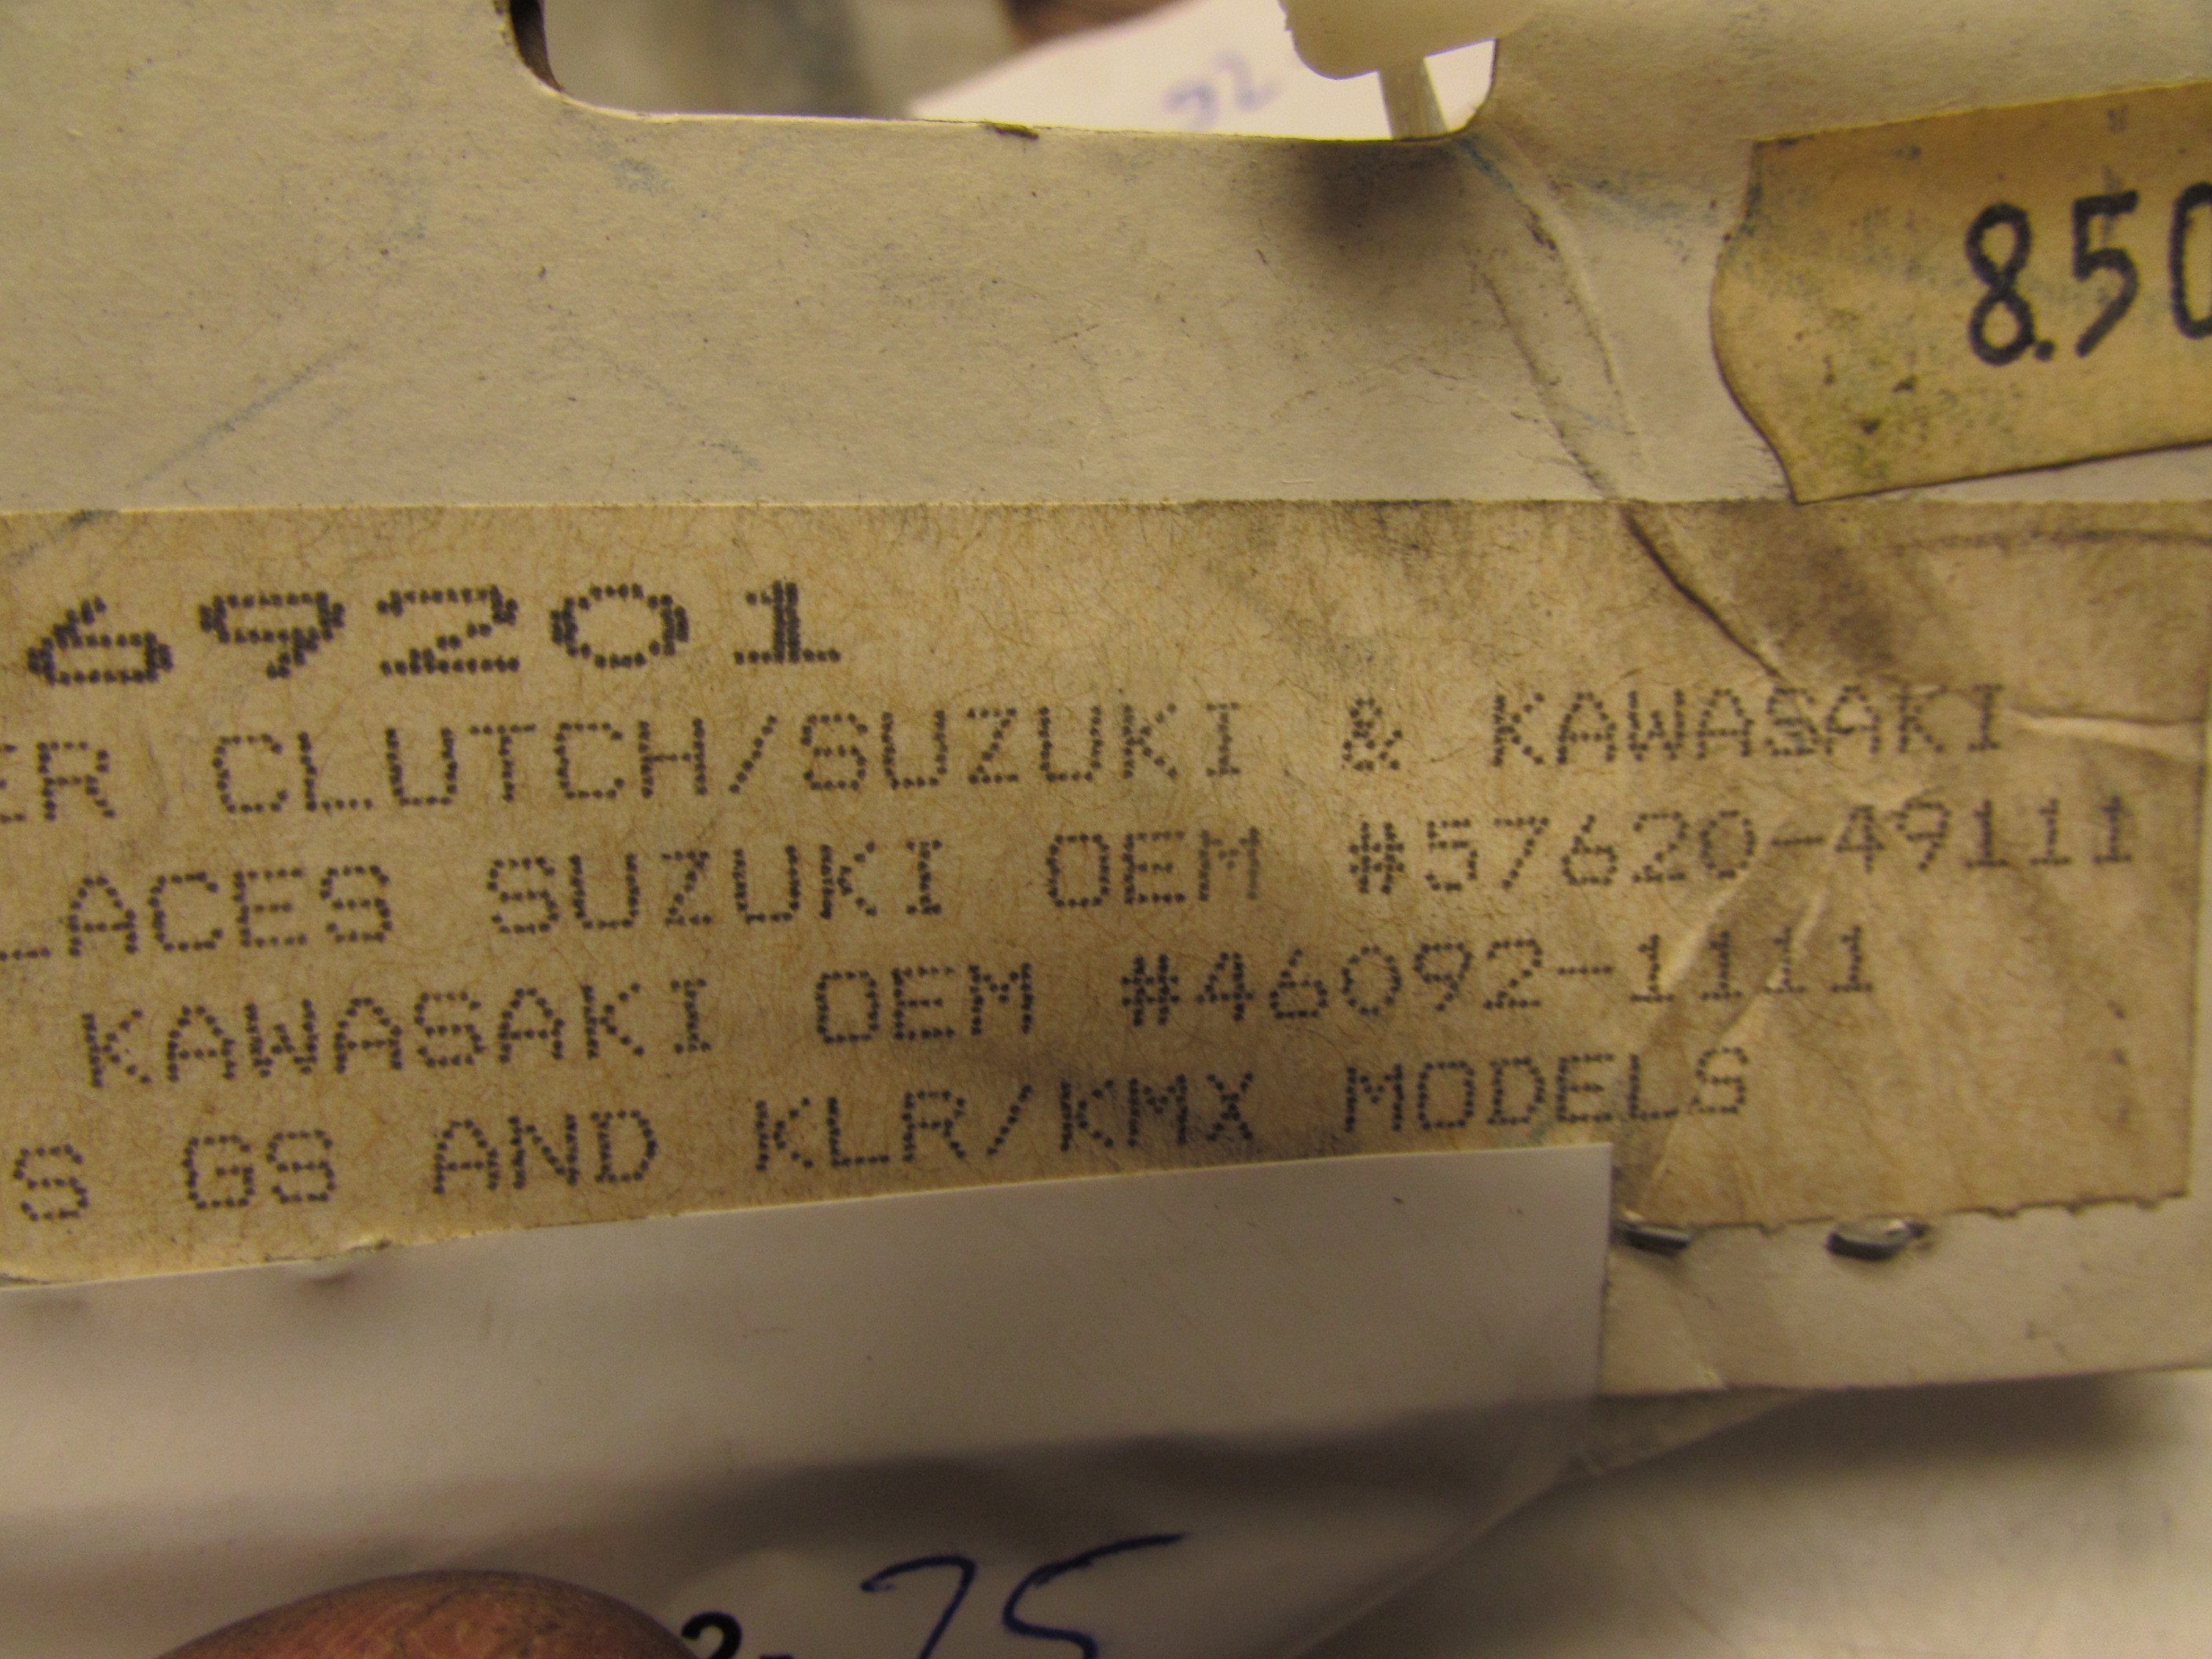 8.50
69201
ER CLUTCH/SUZUKI & KAWASAKI
LACES SUZUKI OEM #57620-49111
KAWASAKI OEM #46092-1111
S GS AND KLR/KMX MODELS
75